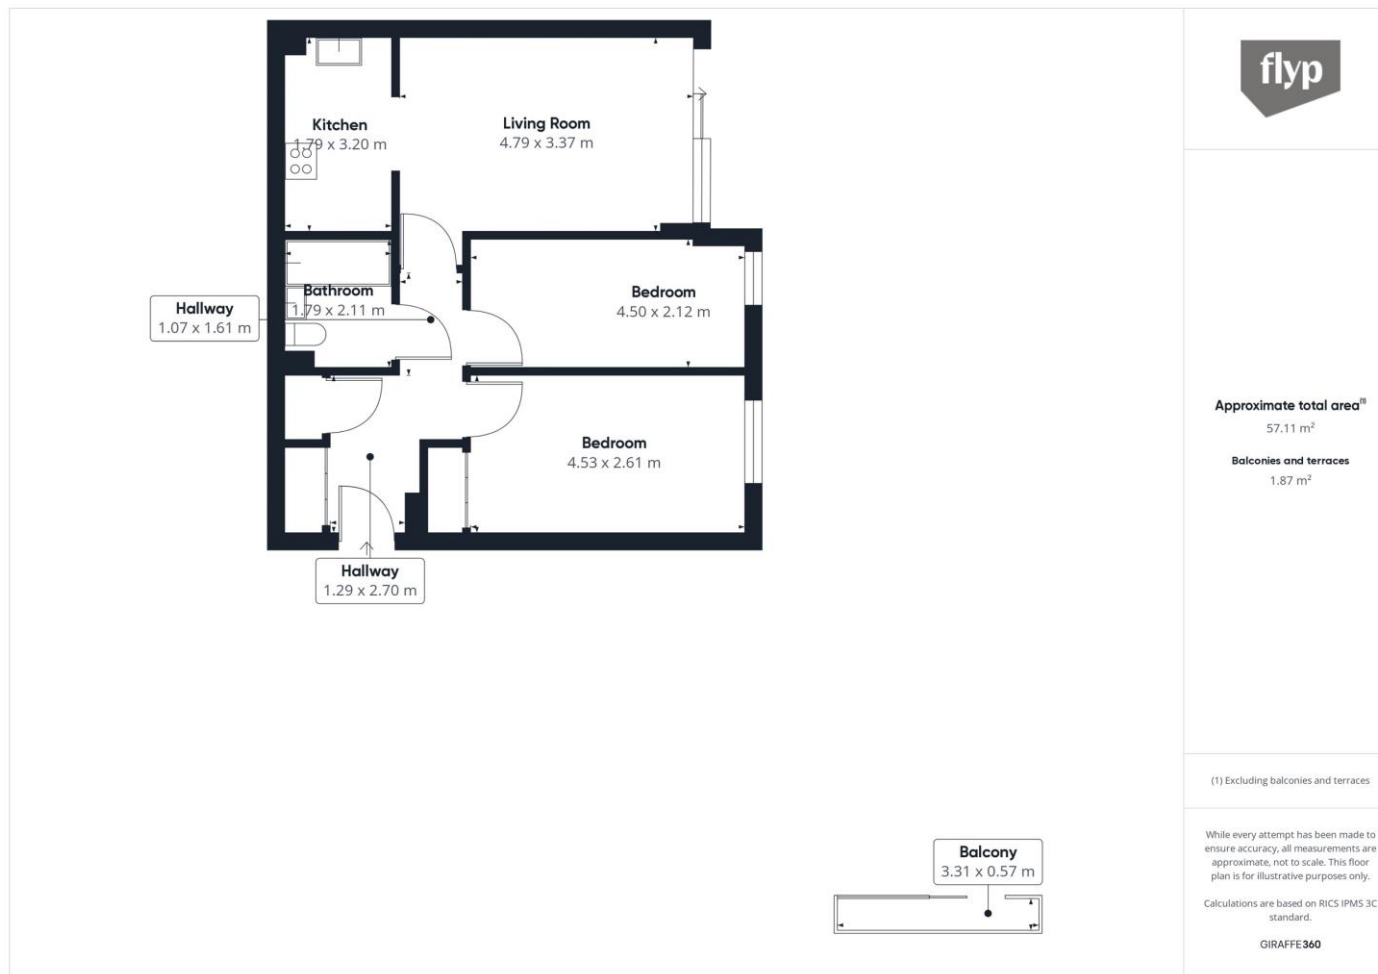 Kitchen
1.79 x 3.20 m
Living Room
4.79 x 3.37 m
Bathroom
1.79 x 2.11 m
Hallway
1.07 x 1.61 m
Bedroom
4.50 x 2.12 m
Bedroom
4.53 x 2.61 m
Hallway
1.29 x 2.70 m
Balcony
3.31 x 0.57 m
flyp
Approximate total area(1)
57.11 m²
Balconies and terraces
1.87 m²
(1) Excluding balconies and terraces
While every attempt has been made to
ensure accuracy, all measurements are
approximate, not to scale. This floor
plan is for illustrative purposes only.
Calculations are based on RICS IPMS 3C
standard.
GIRAFFE360